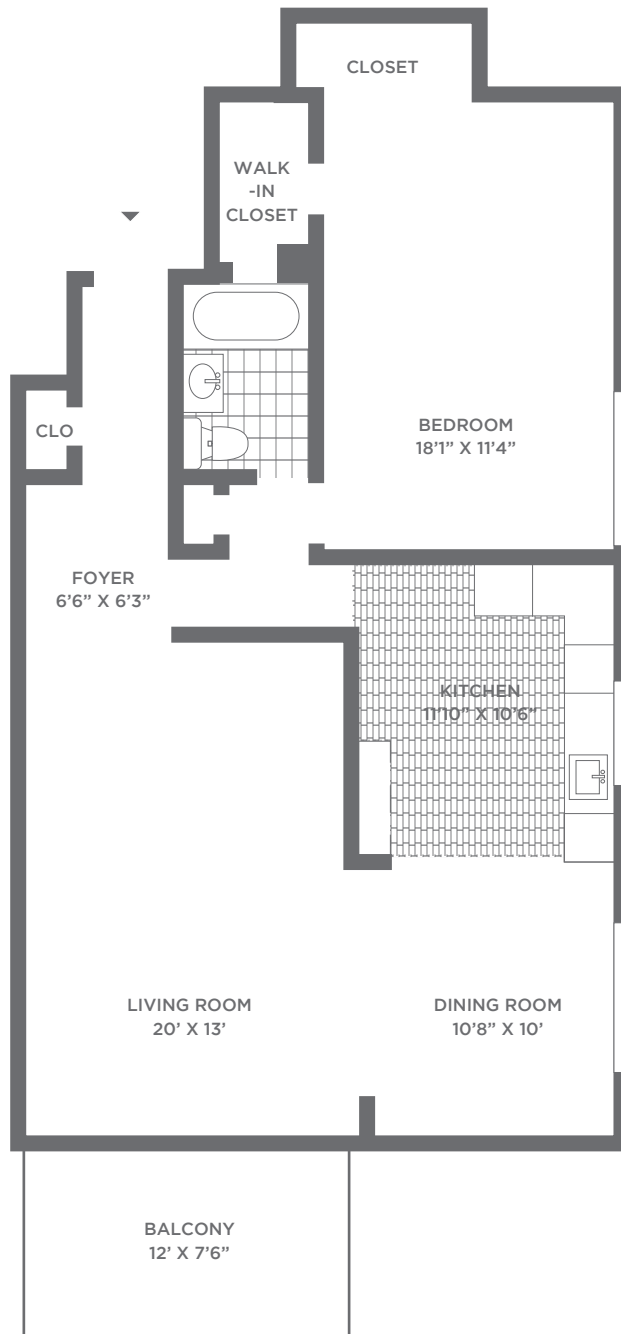 CLOSET
WALK
-IN
CLOSET
CLO
BEDROOM
18’1” X 11’4”
FOYER
6’6” X 6’3”
KITCHEN
11’10” X 10’6”
LIVING ROOM
20’ X 13’
DINING ROOM
10’8” X 10’
BALCONY
12’ X 7’6”